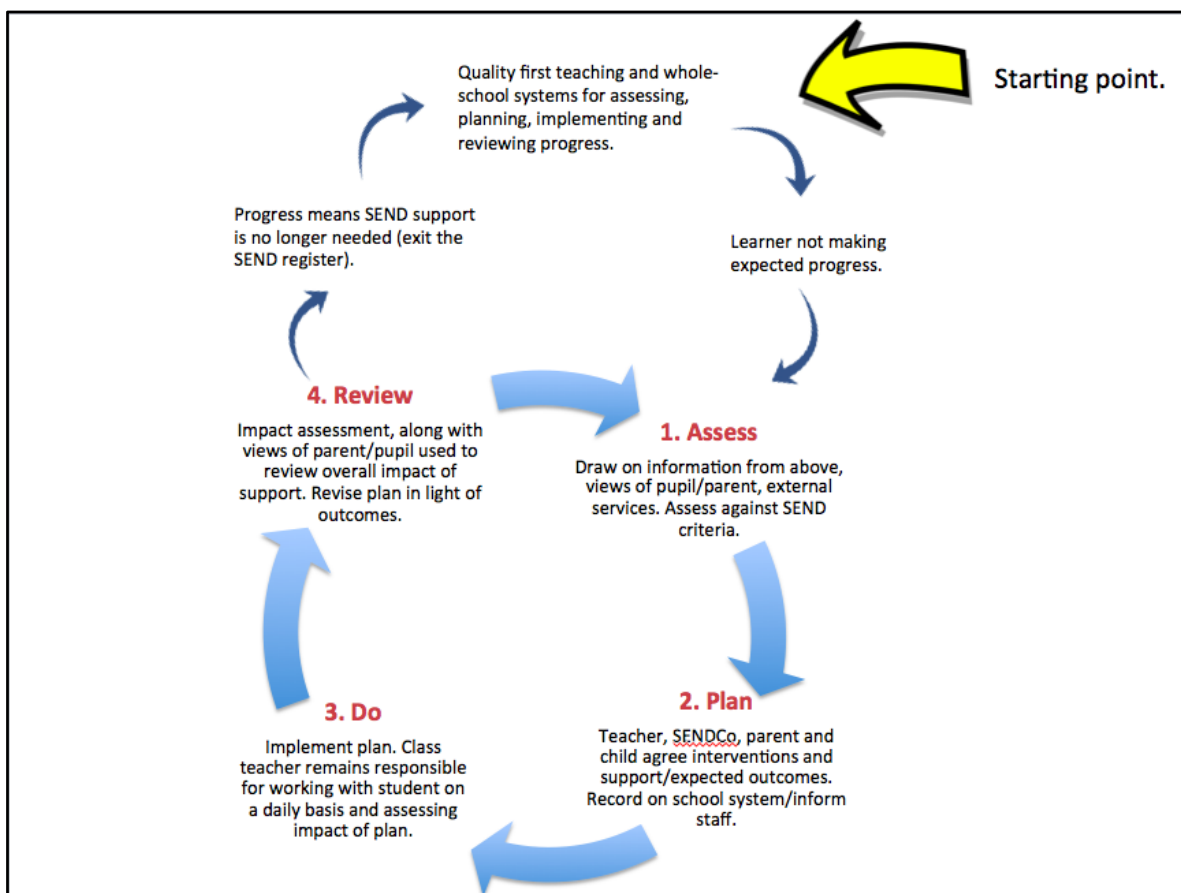 Starting point.
Quality first teaching and whole-
school systems for assessing,
planning, implementing and
reviewing progress.
Learner not making
expected progress.
1. Assess
Draw on information from above,
views of pupil/parent, external
services. Assess against SEND
criteria.
2. Plan
Teacher, SENDCo, parent and
child agree interventions and
support/expected outcomes.
Record on school system/inform
staff.
3. Do
Implement plan. Class
teacher remains responsible
for working with student on
a daily basis and assessing
impact of plan.
4. Review
Impact assessment, along with
views of parent/pupil used to
review overall impact of
support. Revise plan in light of
outcomes.
Progress means SEND support
is no longer needed (exit the
SEND register).